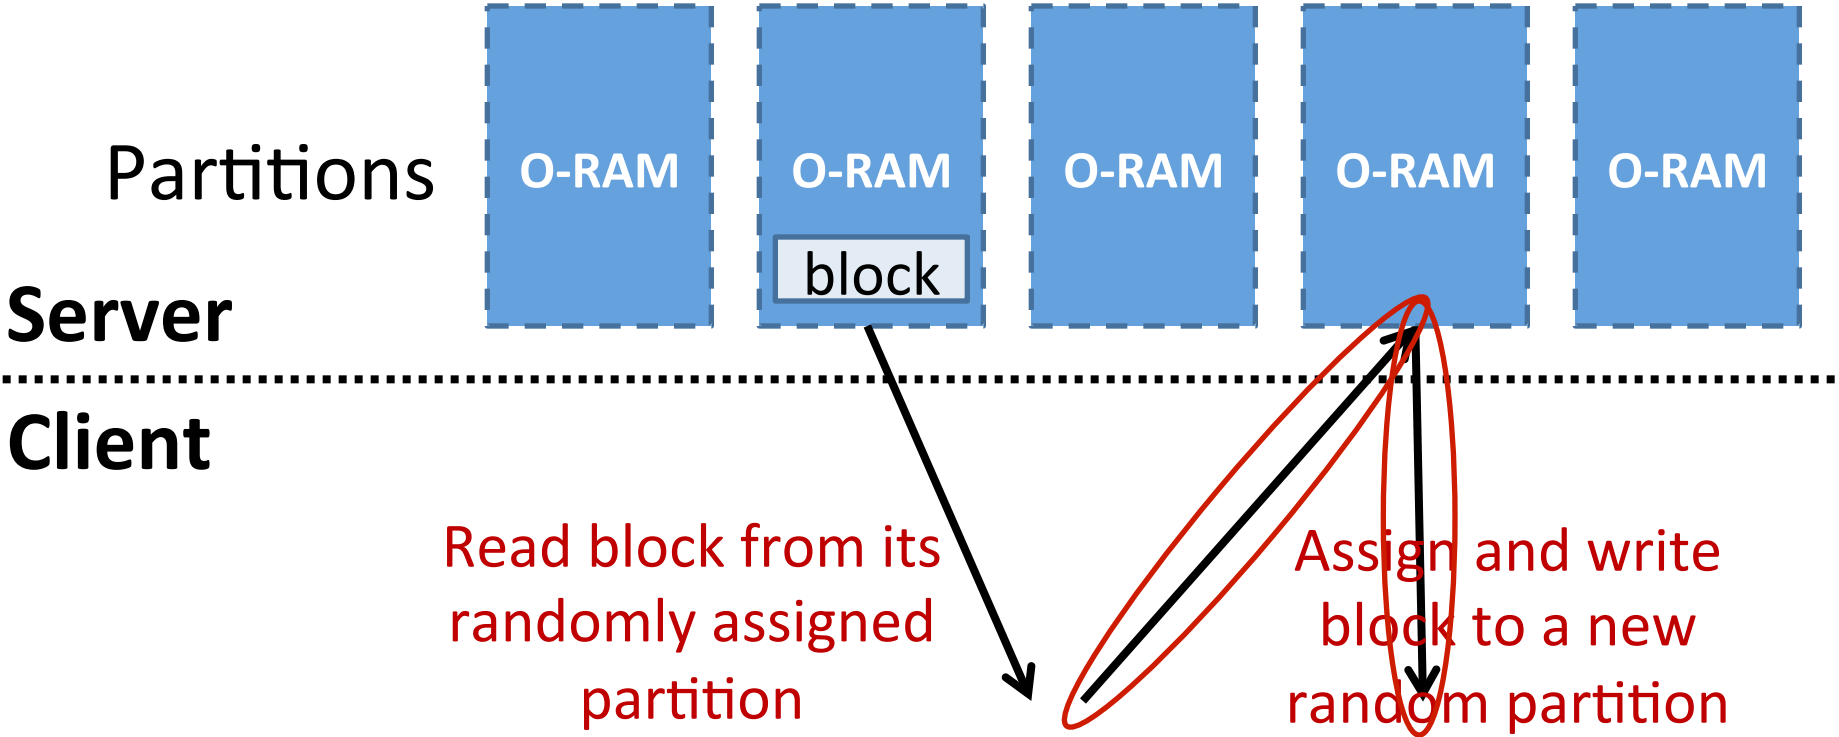 Partitions
O-RAM
O-RAM
O-RAM
O-RAM
O-RAM
block
Server
Client
Read block from its
randomly assigned
partition
Assign and write
block to a new
random partition